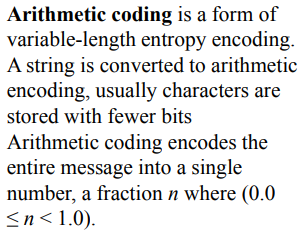 Arithmetic coding is a form of
variable-length entropy encoding.
A string is converted to arithmetic
encoding, usually characters are
stored with fewer bits
Arithmetic coding encodes the
entire message into a single
number, a fraction n where (0.0
≤ n < 1.0).